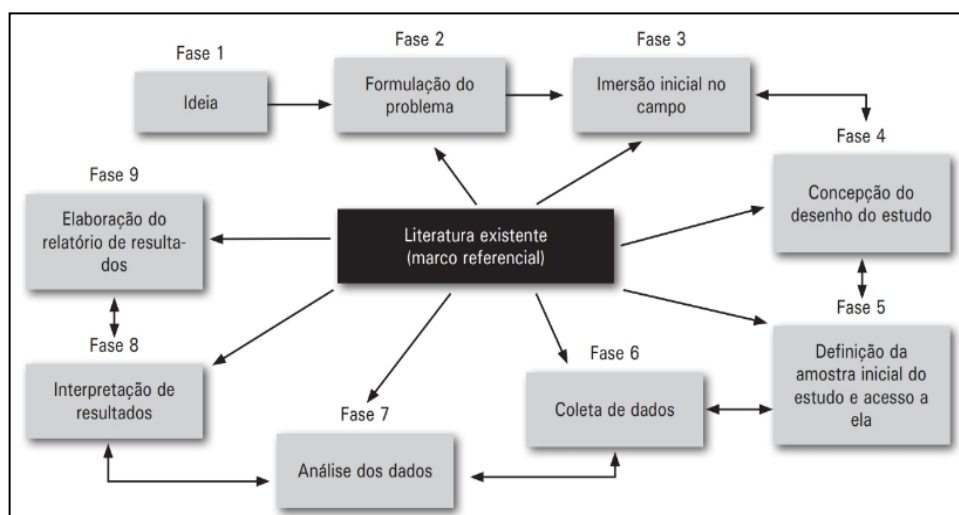 Fase 1
Ideia
Fase 2
Formulação do
problema
Fase 3
Imersão inicial no
campo
Fase 4
Concepção do
desenho do estudo
Fase 5
Definição da
amostra inicial do
estudo e acesso a
ela
Fase 6
Coleta de dados
Fase 7
Análise dos dados
Fase 8
Interpretação de
resultados
Fase 9
Elaboração do
relatório de resulta-
dos
Literatura existente
(marco referencial)